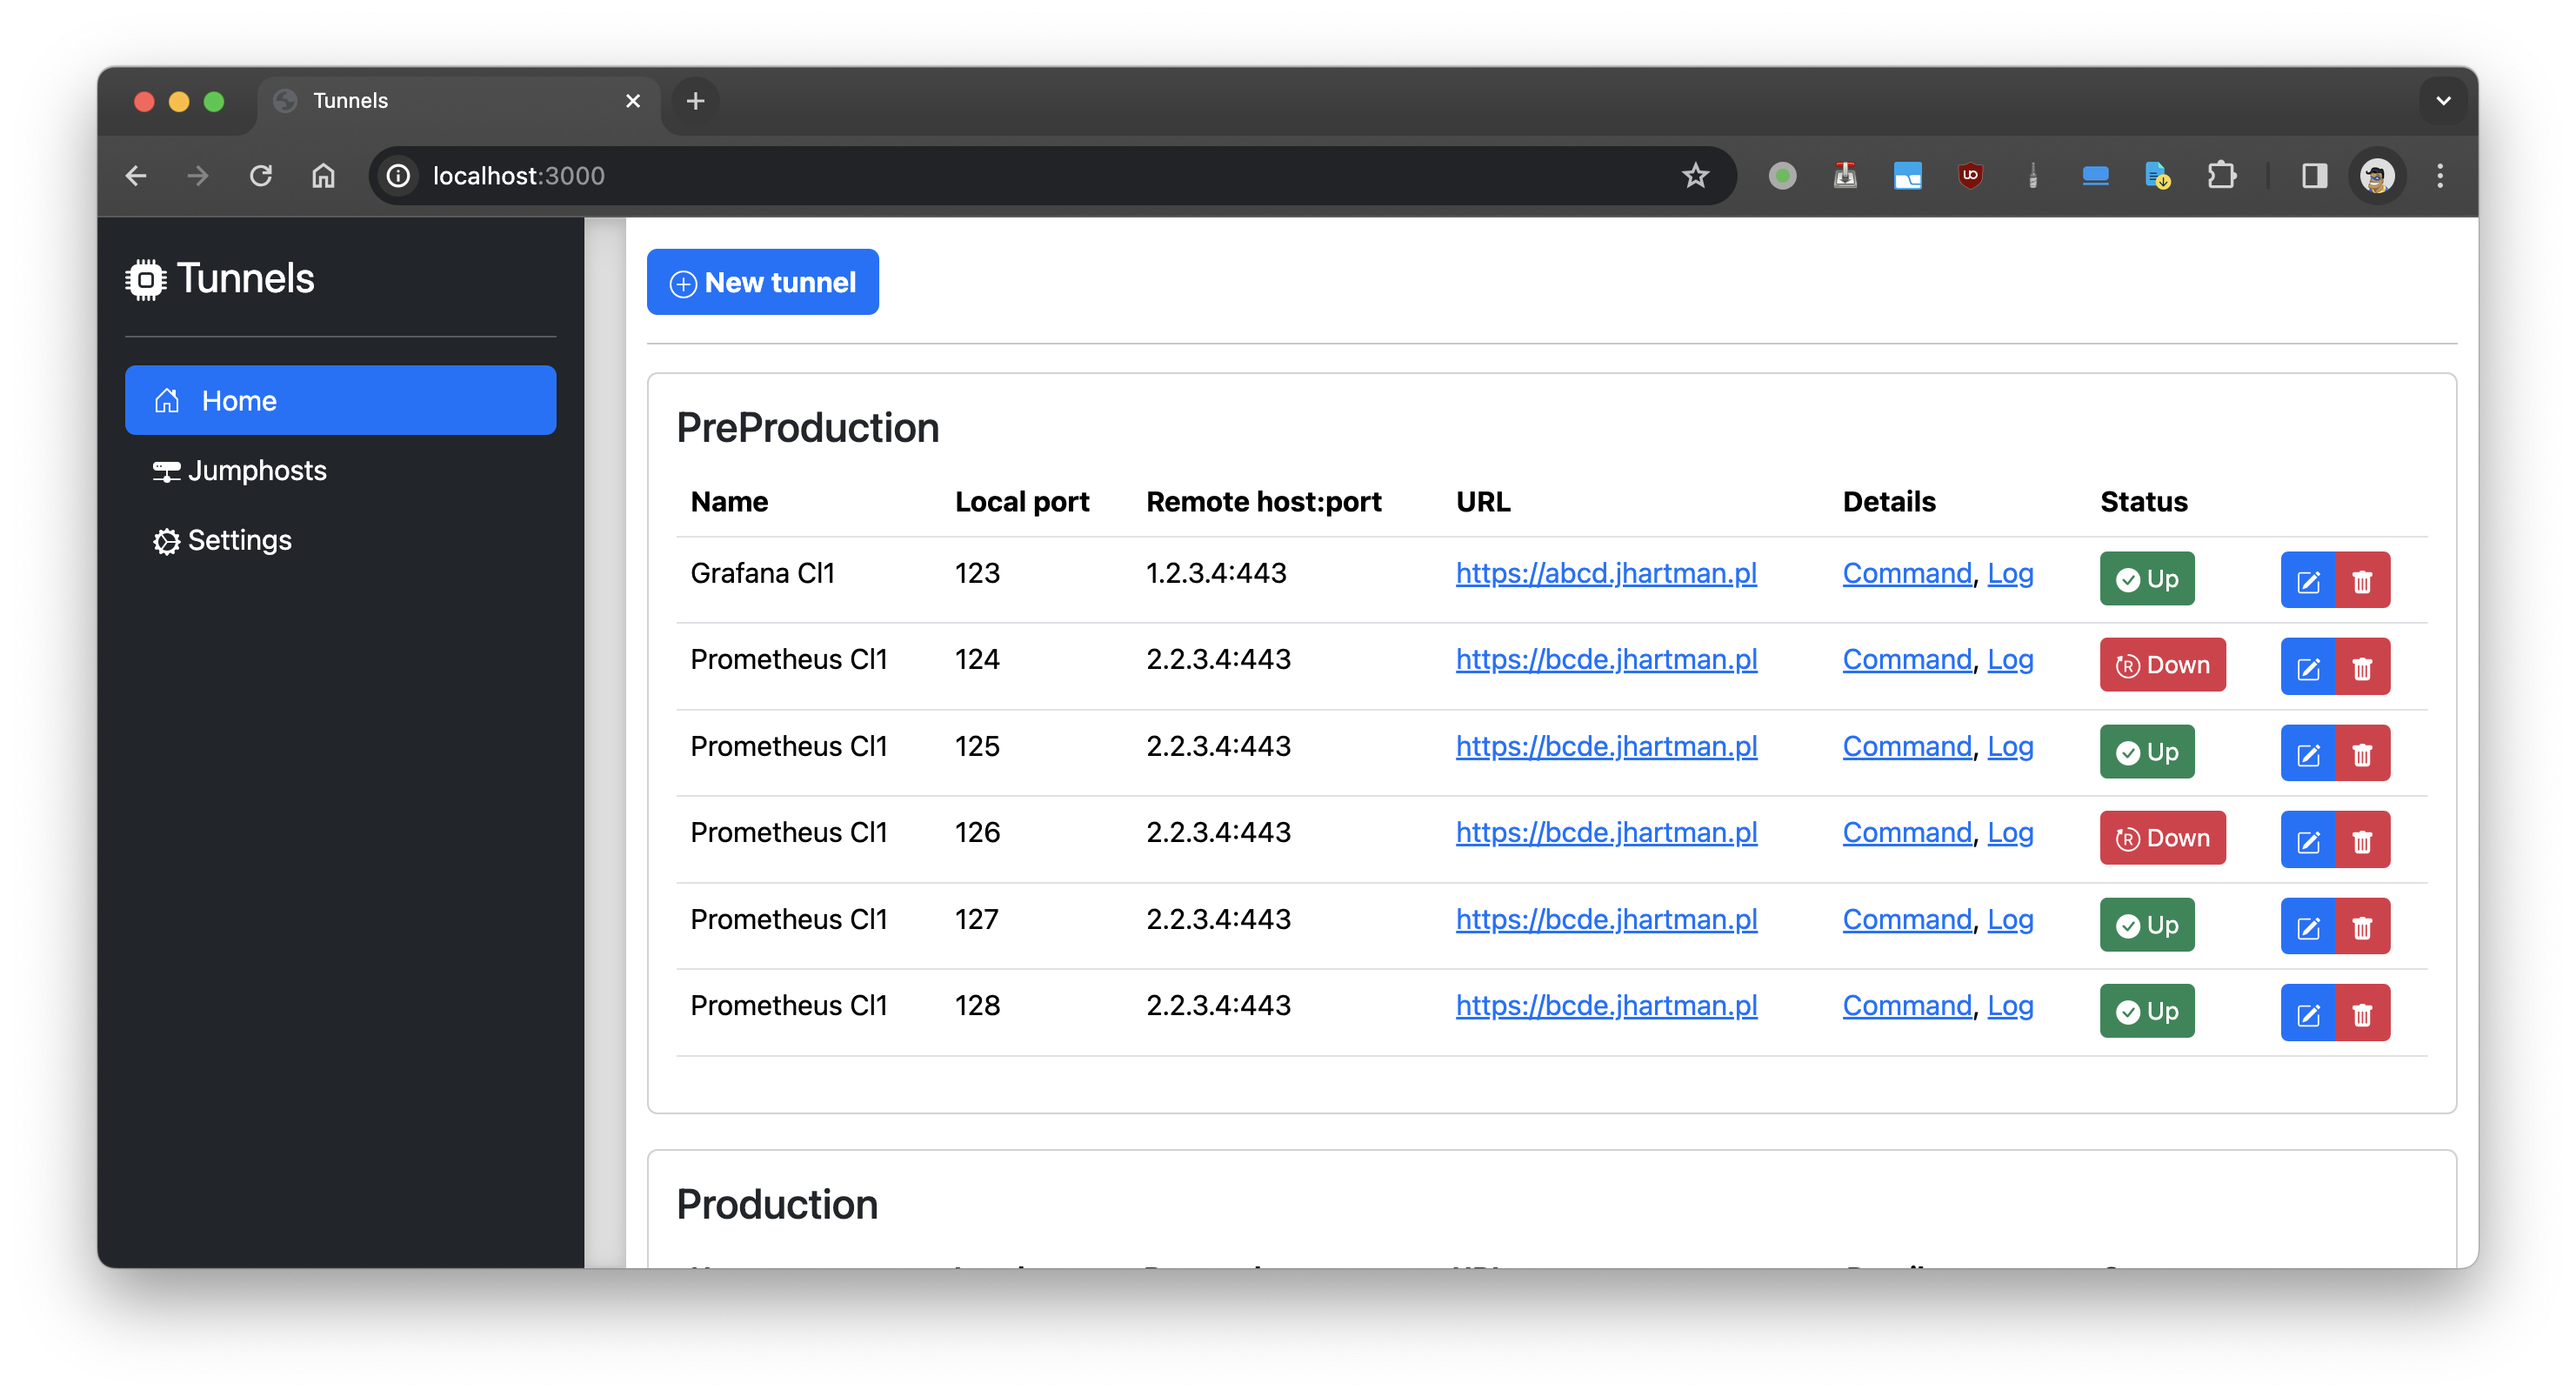 Tunnels
localhost:3000
Tunnels
Home
Jumphosts
Settings
New tunnel
PreProduction
Name Local port Remote host:port URL Details Status
Grafana Cl1 123 1.2.3.4:443 https://abcd.jhartman.pl Command, Log Up
Prometheus Cl1 124 2.2.3.4:443 https://bcde.jhartman.pl Command, Log R Down
Prometheus Cl1 125 2.2.3.4:443 https://bcde.jhartman.pl Command, Log Up
Prometheus Cl1 126 2.2.3.4:443 https://bcde.jhartman.pl Command, Log R Down
Prometheus Cl1 127 2.2.3.4:443 https://bcde.jhartman.pl Command, Log Up
Prometheus Cl1 128 2.2.3.4:443 https://bcde.jhartman.pl Command, Log Up
Production